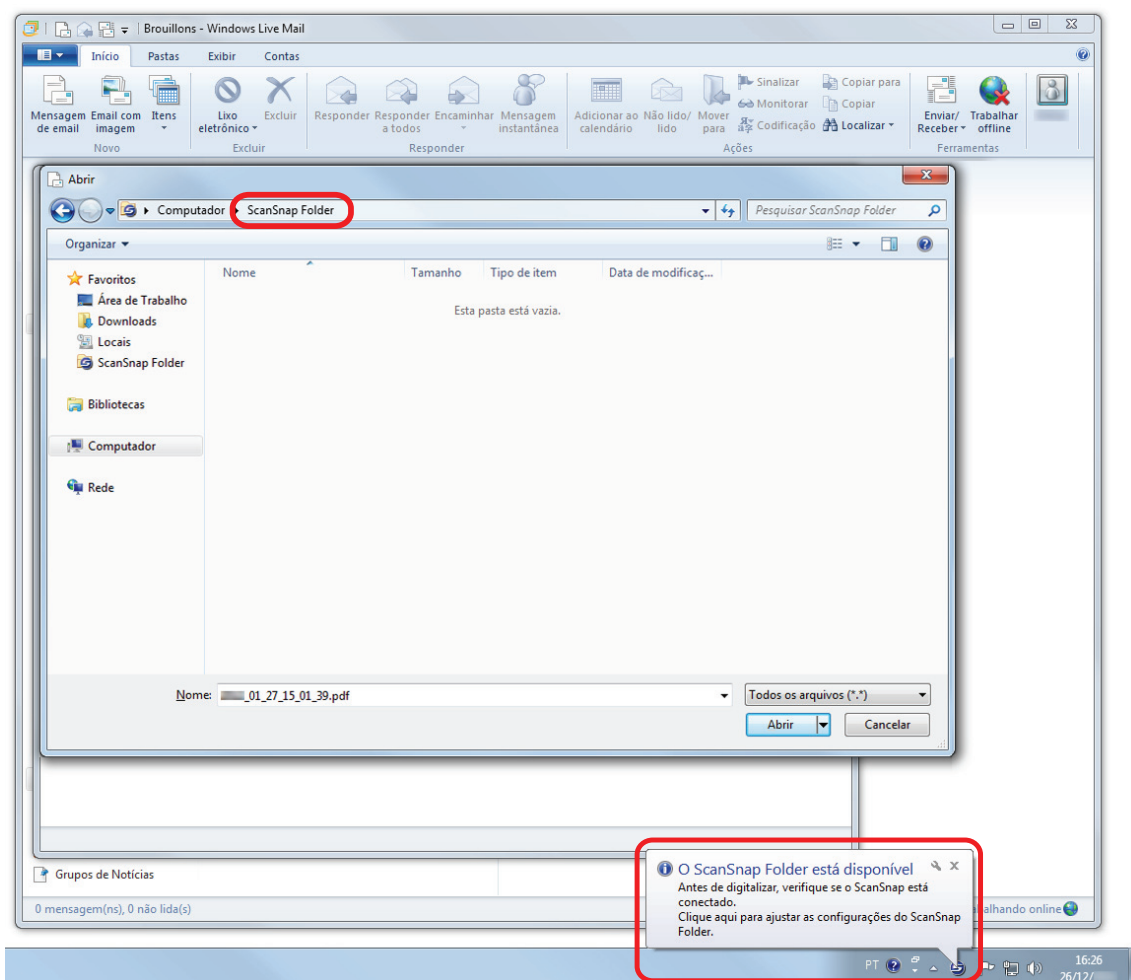 Brouillons - Windows Live Mail
Início Pastas Exibir Contas
Mensagem de email
Email com imagem
Itens
Novo
Lixo eletrônico
Excluir
Excluir
Responder
Responder a todos
Encaminhar
Mensagem instantânea
Responder
Adicionar ao calendário
Não lido/ lido
Mover para
Sinalizar
Monitorar
Codificação
Copiar para
Copiar
Localizar
Ações
Enviar/ Receber
Trabalhar offline
Ferramentas
Abrir
Computador ScanSnap Folder
Pesquisar ScanSnap Folder
Organizar
Nome Tamanho Tipo de item Data de modificaç...
Esta pasta está vazia.
Favoritos
Área de Trabalho
Downloads
Locais
ScanSnap Folder
Bibliotecas
Computador
Rede
Nome: _01_27_15_01_39.pdf
Todos os arquivos (*.*)
Abrir Cancelar
Grupos de Notícias
0 mensagem(ns), 0 não lida(s)
O ScanSnap Folder está disponível
Antes de digitalizar, verifique se o ScanSnap está
conectado.
Clique aqui para ajustar as configurações do ScanSnap
Folder.
alhando online
PT
16:26
26/12/